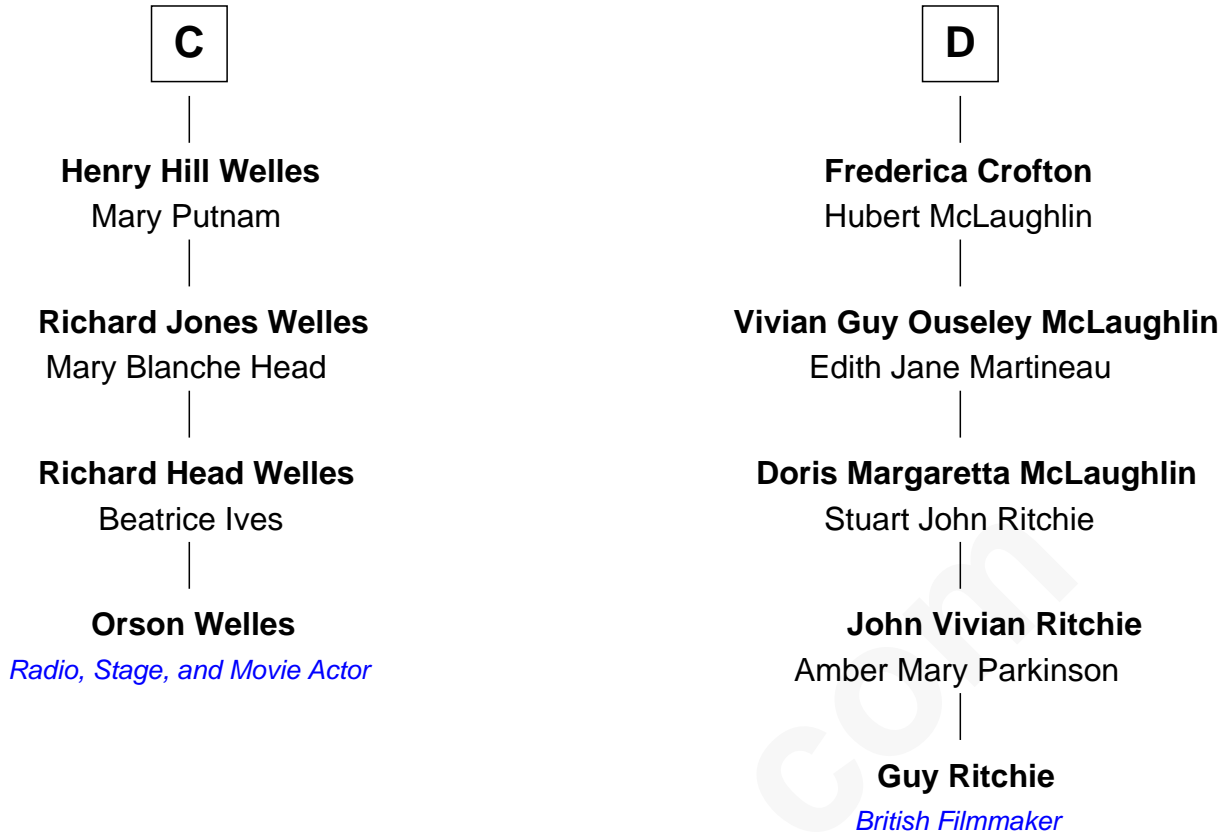 C
Henry Hill Welles
Mary Putnam
Richard Jones Welles
Mary Blanche Head
Richard Head Welles
Beatrice Ives
Orson Welles
Radio, Stage, and Movie Actor
D
Frederica Crofton
Hubert McLaughlin
Vivian Guy Ouseley McLaughlin
Edith Jane Martineau
Doris Margaretta McLaughlin
Stuart John Ritchie
John Vivian Ritchie
Amber Mary Parkinson
Guy Ritchie
British Filmmaker
com